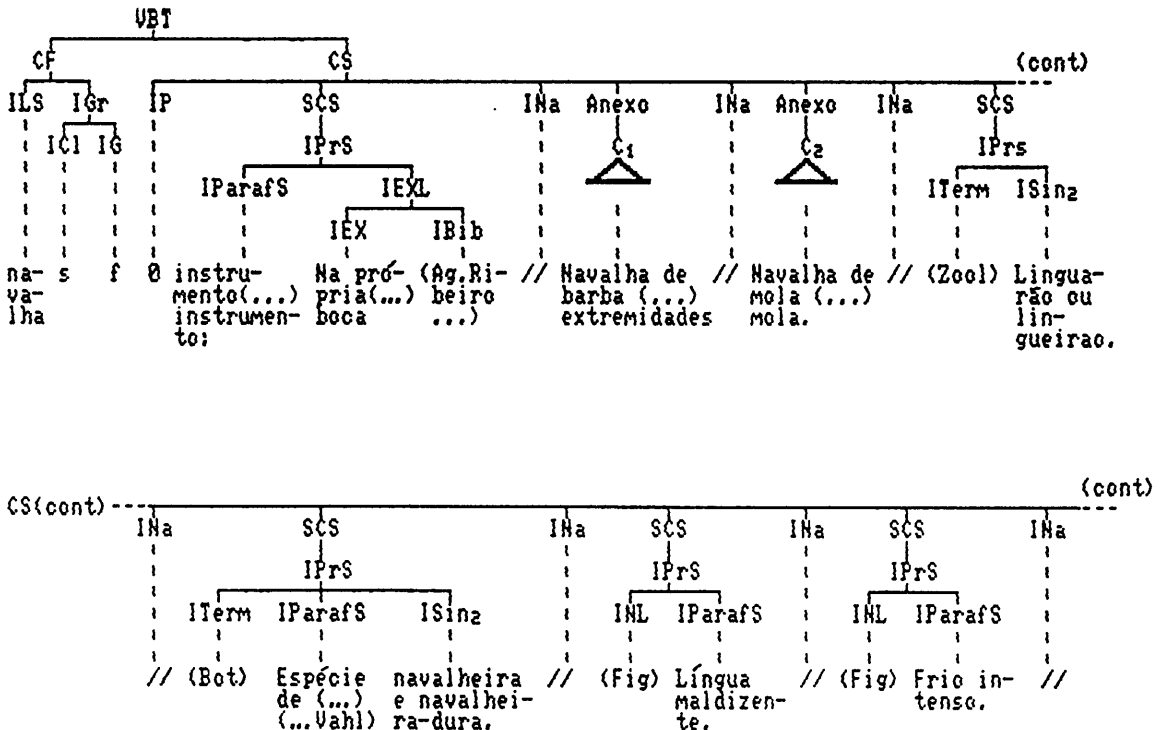 VBT
CF CS (cont)
ILS IGr IP SCS INa Anexo INa Anexo INa SCS
ICl IG IPrS C1 C2 IPrs
IParafS IEXL ITerm ISin2
IEX IBib
na- s f 0 instru- Na pró- (Ag.Ri- // Navalha de // Navalha de // (Zool) Lingua-
va- mento(...) pria(...) beiro barba (...) mola (...) rão ou
lha instrumen- boca ...) extremidades mola. lin-
to: gueirao.
CS(cont) (cont)
INa SCS INa SCS INa SCS INa
IPrS IPrS IPrS
ITerm IParafS ISin2 INL IParafS INL IParafS
// (Bot) Espécie navalheira // (Fig) Língua // (Fig) Frio in- //
de (...) e navalhei- maldizen- tenso.
(...Vahl) ra-dura. te.